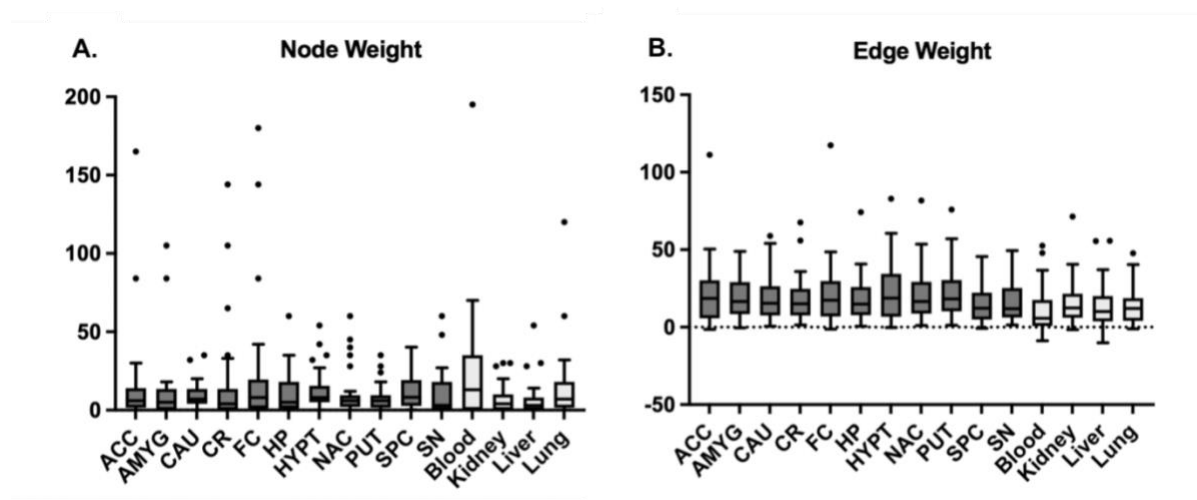 A.
Node Weight
200
150
100
50
0
ACC
AMYG
CAU
CR
FC
HP
HYPT
NAC
PUT
SPC
SN
Blood
Kidney
Liver
Lung
B.
Edge Weight
150
100
50
0
-50
ACC
AMYG
CAU
CR
FC
HP
HYPT
NAC
PUT
SPC
SN
Blood
Kidney
Liver
Lung